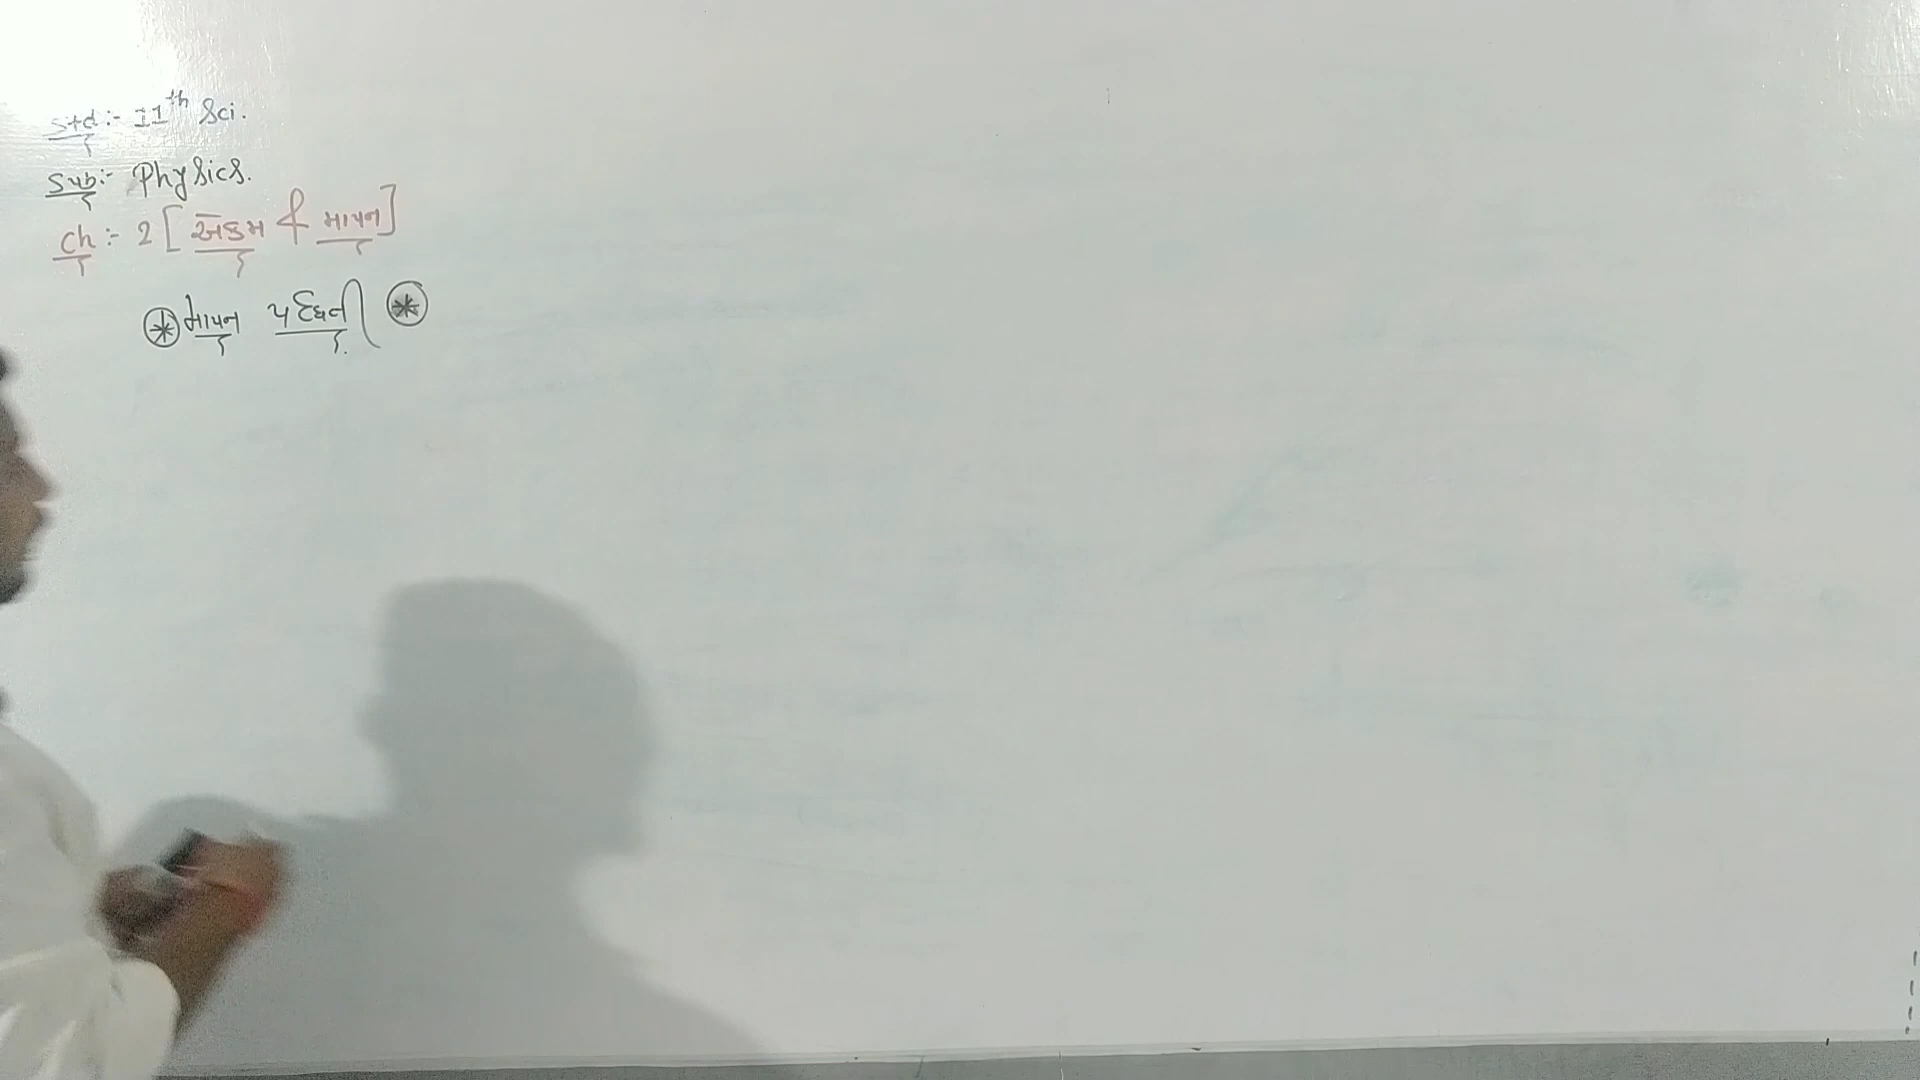 Std:- 11th Sci.
Sub:- Physics.
Ch:- 2 [એકમ & માપન]
* માપન પદ્ધતી *